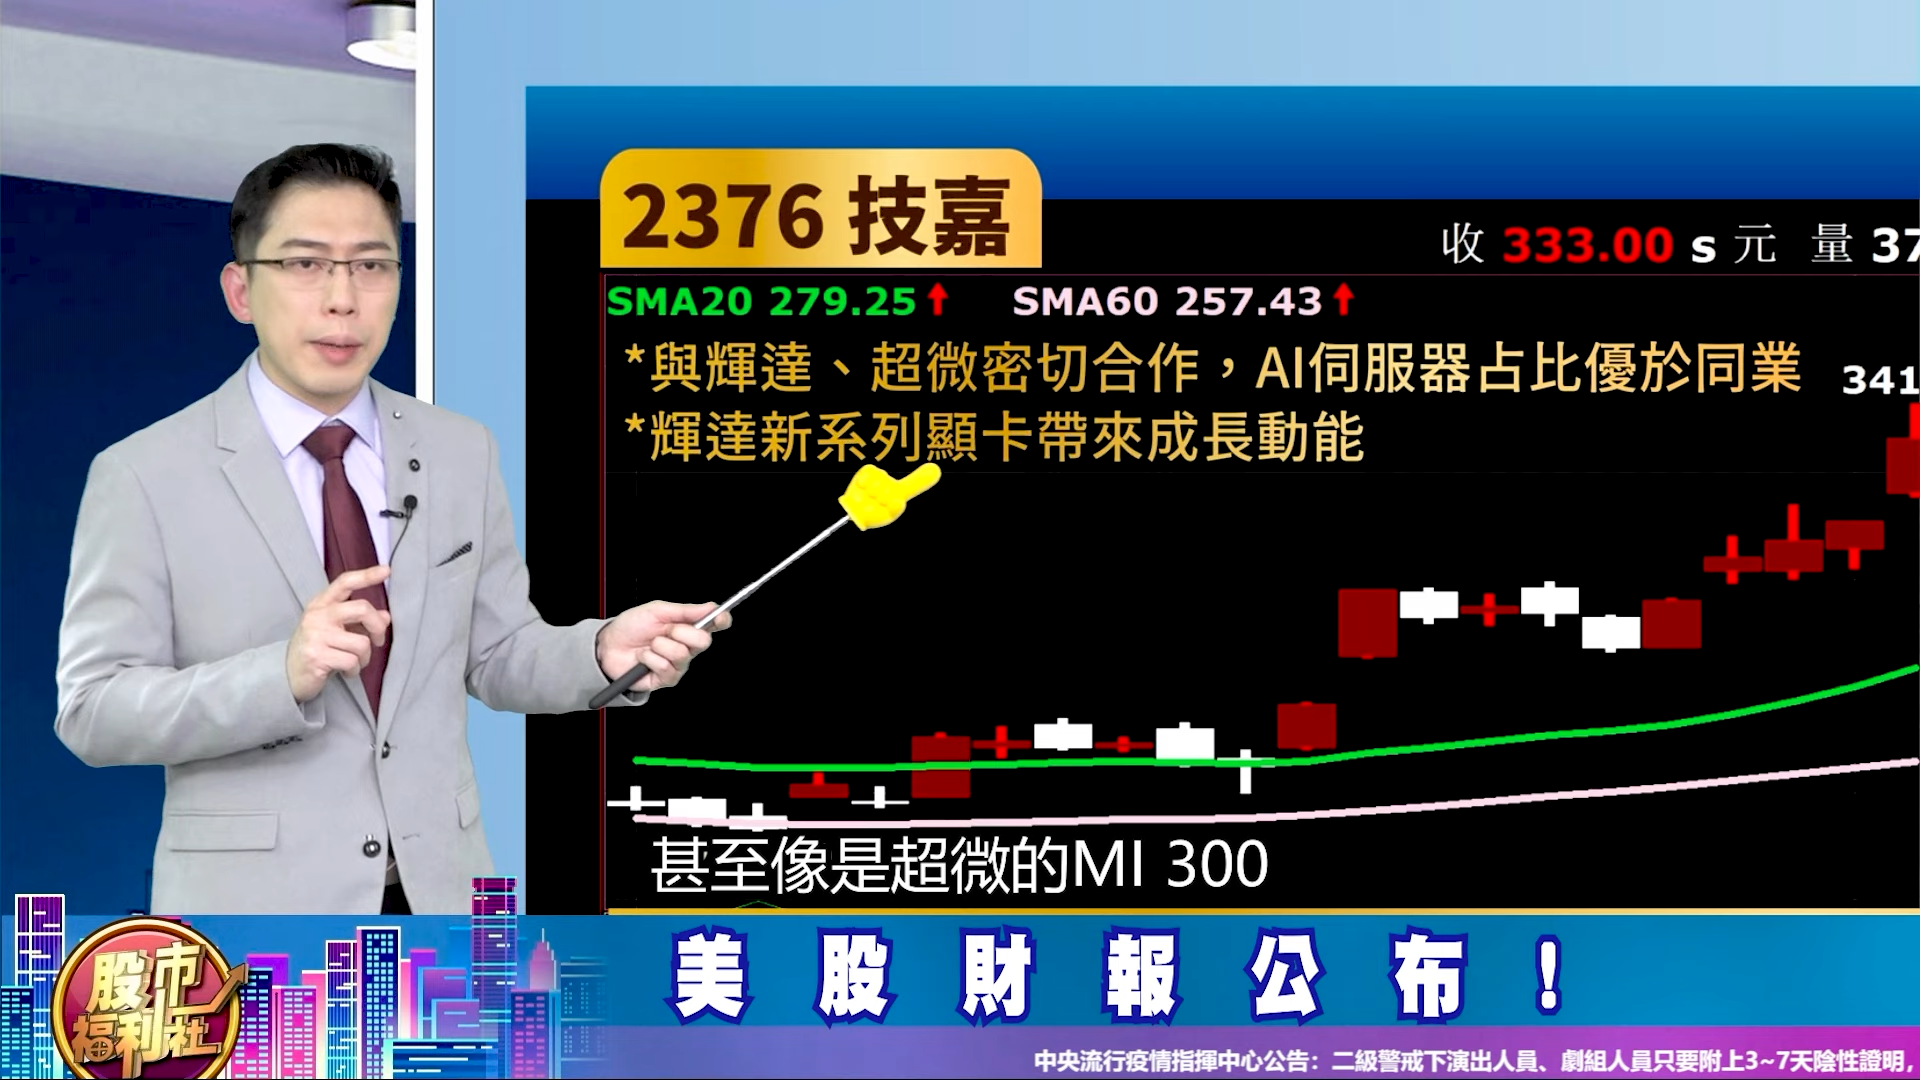 2376 技嘉
收 333.00 s 元 量 37
SMA20 279.25↑ SMA60 257.43↑
*與輝達、超微密切合作，AI伺服器占比優於同業
341
*輝達新系列顯卡帶來成長動能
甚至像是超微的MI 300
美股財報公布！
股市
福利社
中央流行疫情指揮中心公告：二級警戒下演出人員、劇組人員只要附上3~7天陰性證明，